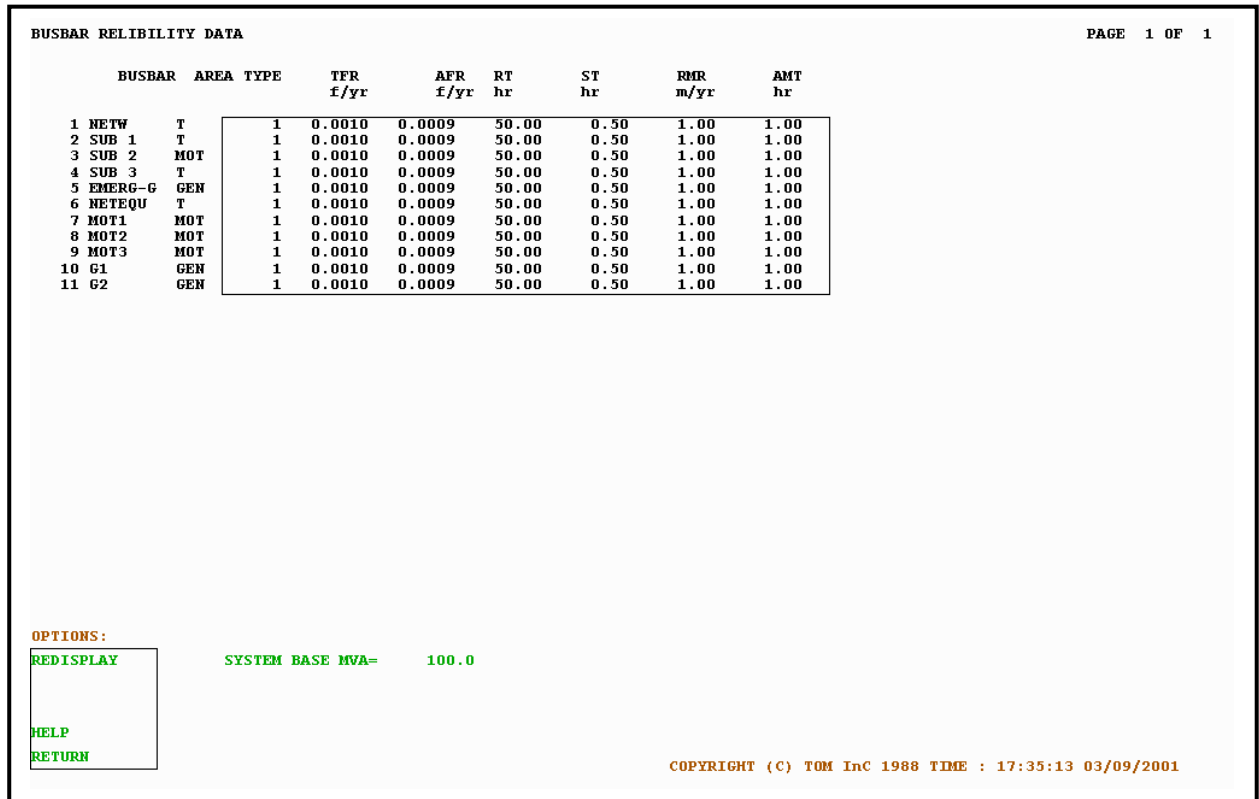 BUSBAR RELIBILITY DATA PAGE 1 OF 1
BUSBAR AREA TYPE TFR AFR RT ST RMR AMT
f/yr f/yr hr hr m/yr hr
1 NETW T 1 0.0010 0.0009 50.00 0.50 1.00 1.00
2 SUB 1 T 1 0.0010 0.0009 50.00 0.50 1.00 1.00
3 SUB 2 MOT 1 0.0010 0.0009 50.00 0.50 1.00 1.00
4 SUB 3 T 1 0.0010 0.0009 50.00 0.50 1.00 1.00
5 EMERG-G GEN 1 0.0010 0.0009 50.00 0.50 1.00 1.00
6 NETEQU T 1 0.0010 0.0009 50.00 0.50 1.00 1.00
7 MOT1 MOT 1 0.0010 0.0009 50.00 0.50 1.00 1.00
8 MOT2 MOT 1 0.0010 0.0009 50.00 0.50 1.00 1.00
9 MOT3 MOT 1 0.0010 0.0009 50.00 0.50 1.00 1.00
10 G1 GEN 1 0.0010 0.0009 50.00 0.50 1.00 1.00
11 G2 GEN 1 0.0010 0.0009 50.00 0.50 1.00 1.00
OPTIONS:
REDISPLAY SYSTEM BASE MVA= 100.0
HELP
RETURN
COPYRIGHT (C) TOM InC 1988 TIME : 17:35:13 03/09/2001